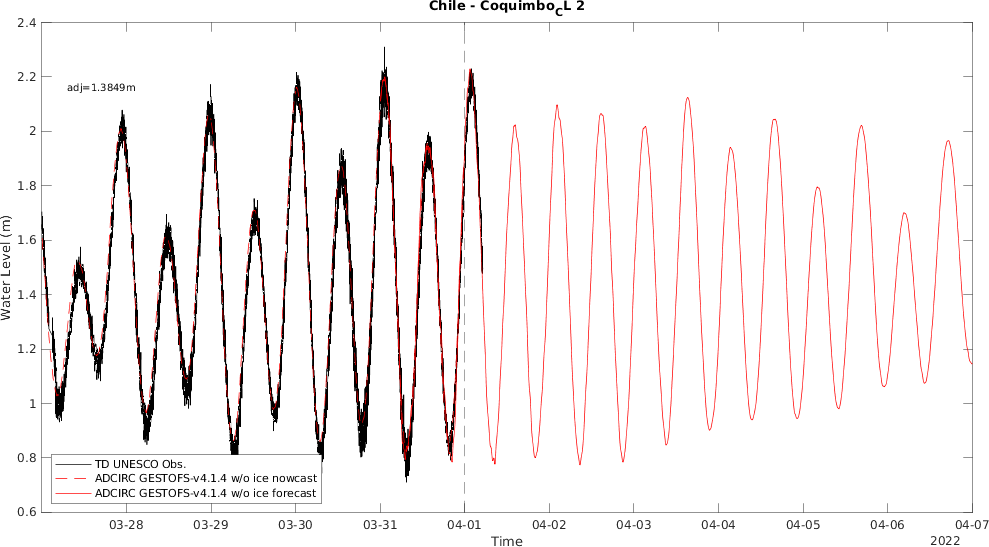 Chile - Coquimbo_CL 2
2.4
2.2
2
1.8
1.6
1.4
1.2
1
0.8
0.6
Water Level (m)
adj=1.3849m
TD UNESCO Obs.
ADCIRC GESTOFS-v4.1.4 w/o ice nowcast
ADCIRC GESTOFS-v4.1.4 w/o ice forecast
03-28 03-29 03-30 03-31 04-01 04-02 04-03 04-04 04-05 04-06 04-07
Time
2022